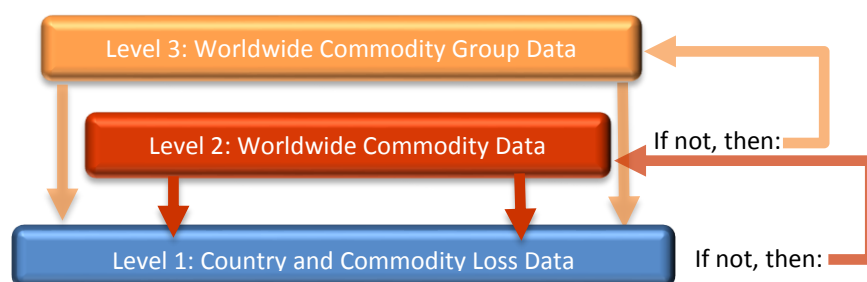 Level 3: Worldwide Commodity Group Data
Level 2: Worldwide Commodity Data
If not, then:
Level 1: Country and Commodity Loss Data
If not, then: